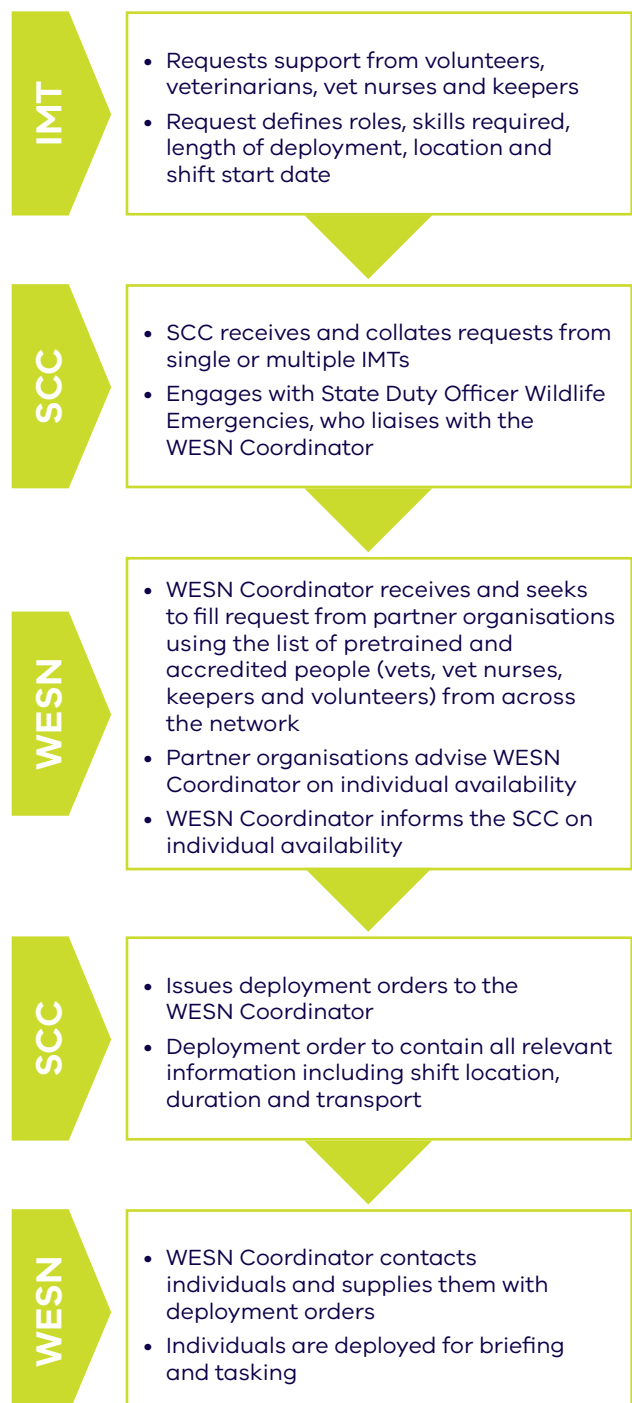 IMT
• Requests support from volunteers,
veterinarians, vet nurses and keepers
• Request defines roles, skills required,
length of deployment, location and
shift start date
SCC
• SCC receives and collates requests from
single or multiple IMTs
• Engages with State Duty Officer Wildlife
Emergencies, who liaises with the
WESN Coordinator
WESN
• WESN Coordinator receives and seeks
to fill request from partner organisations
using the list of pretrained and
accredited people (vets, vet nurses,
keepers and volunteers) from across
the network
• Partner organisations advise WESN
Coordinator on individual availability
• WESN Coordinator informs the SCC on
individual availability
SCC
• Issues deployment orders to the
WESN Coordinator
• Deployment order to contain all relevant
information including shift location,
duration and transport
WESN
• WESN Coordinator contacts
individuals and supplies them with
deployment orders
• Individuals are deployed for briefing
and tasking